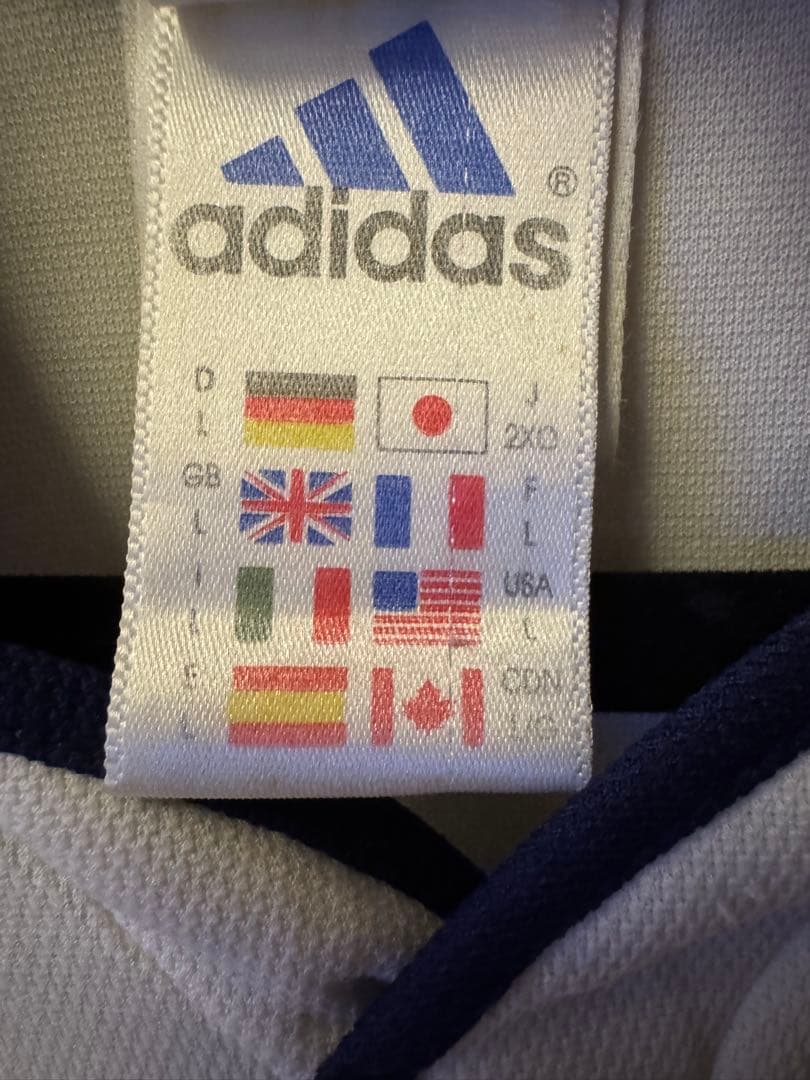 adidas®
D J
L 2XO
GB F
L L
I USA
L L
E CDN
L L/G